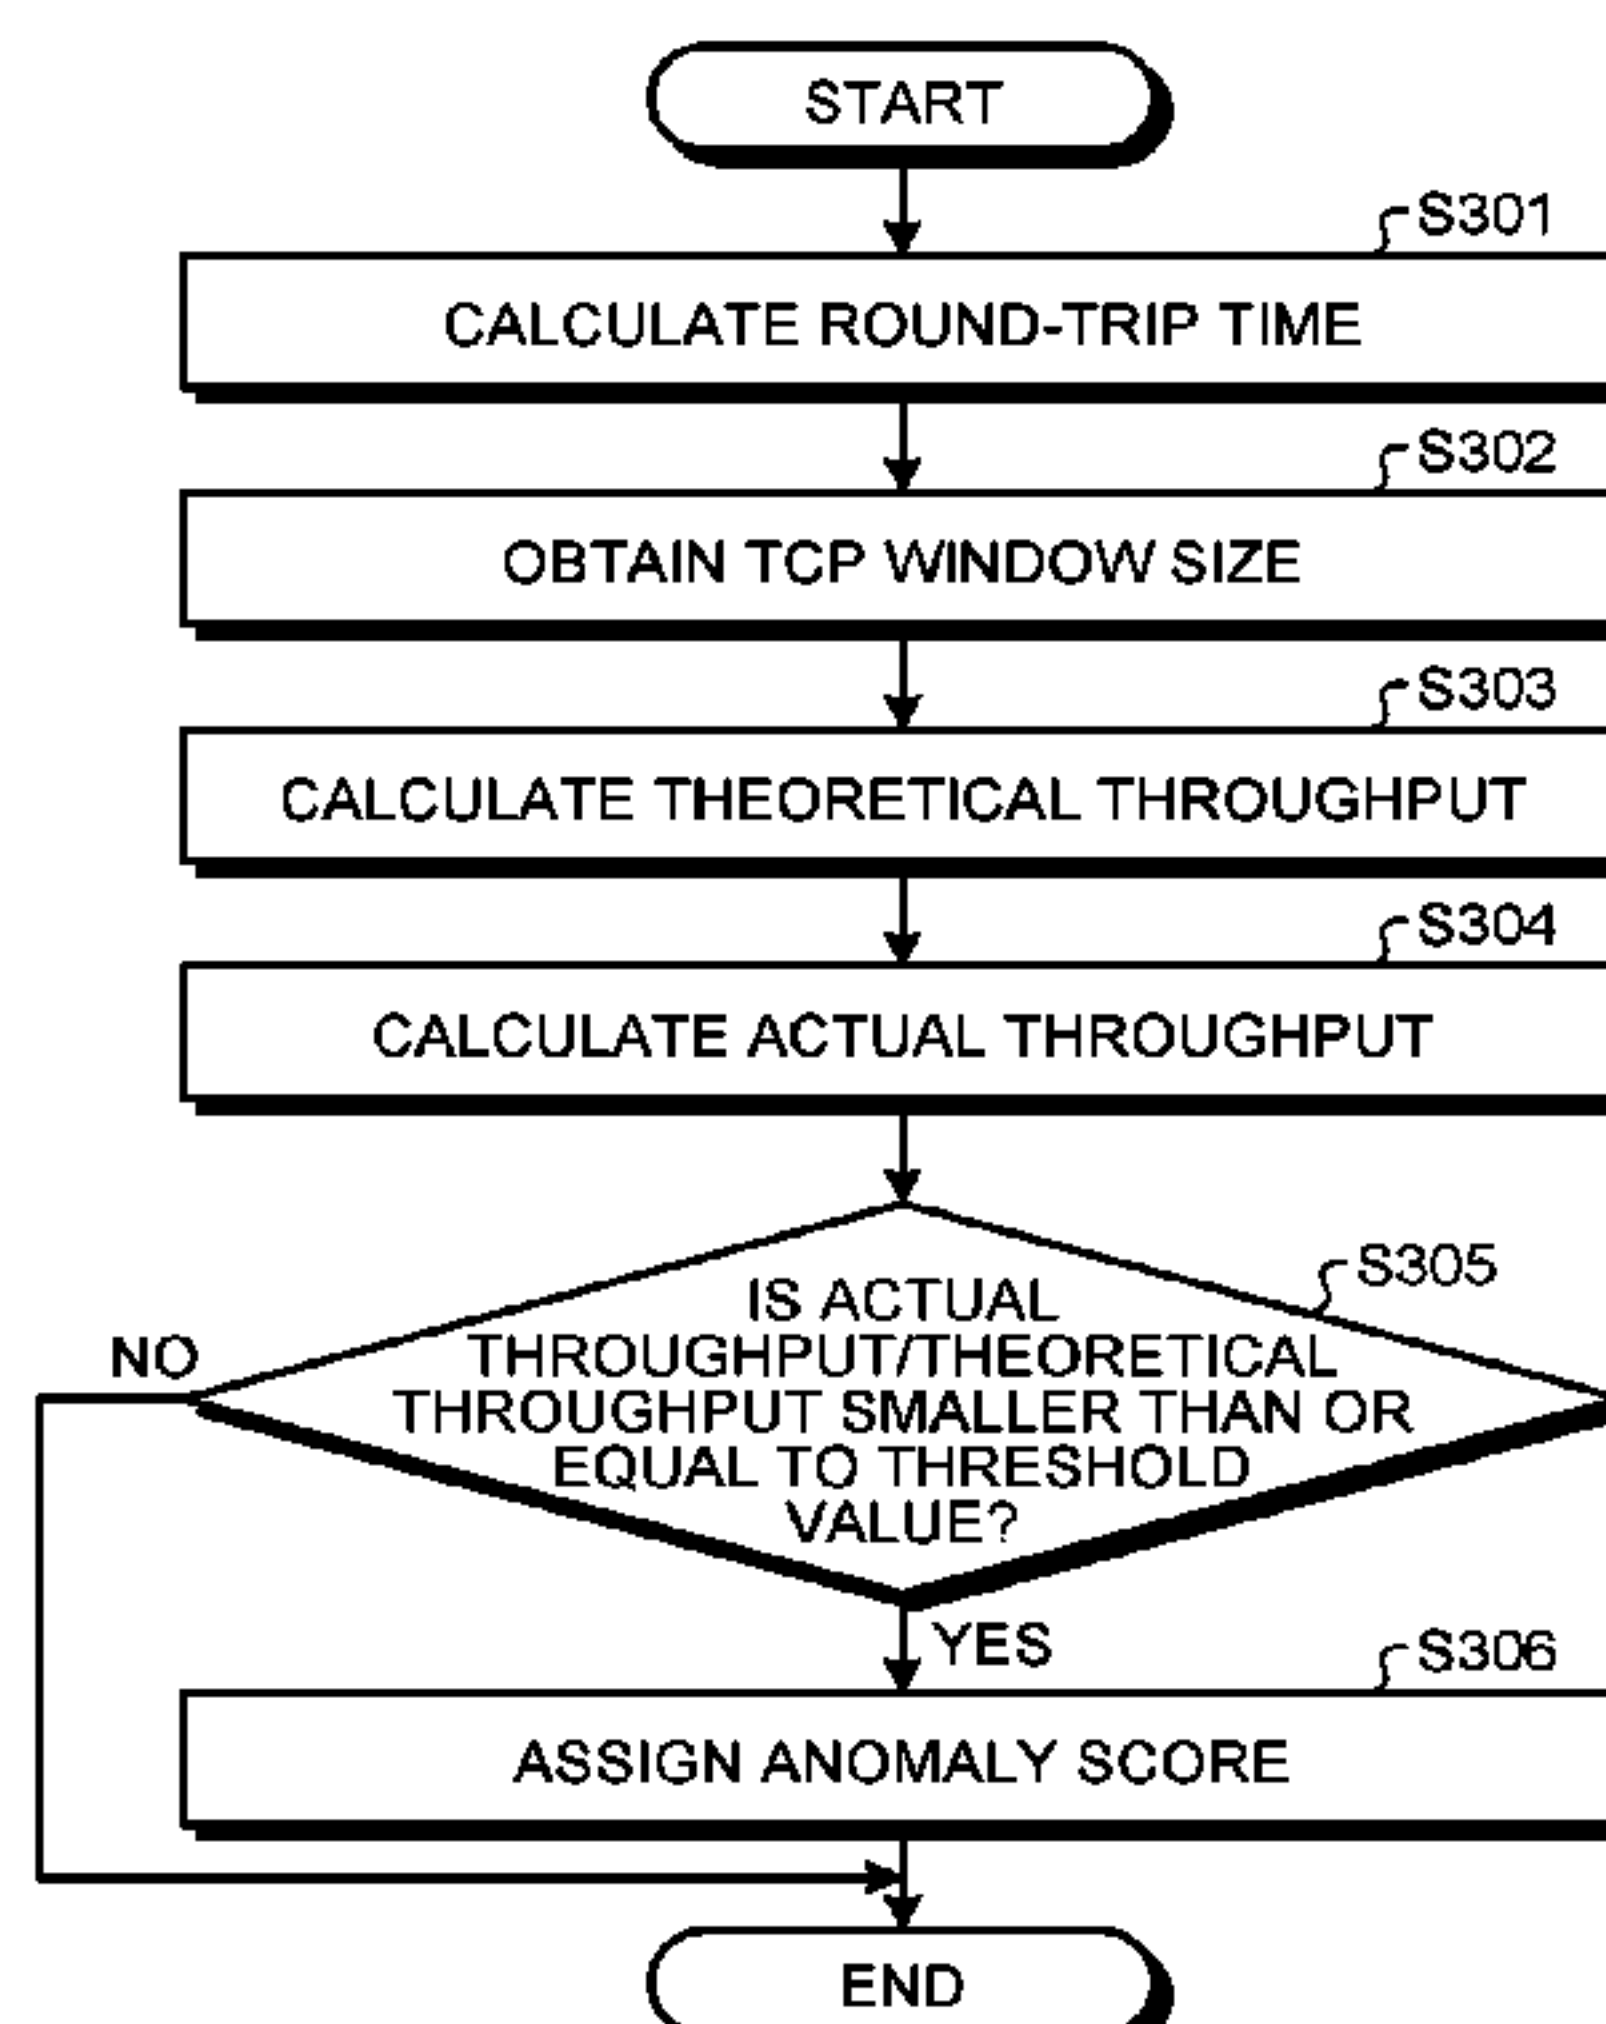 START
S301
CALCULATE ROUND-TRIP TIME
S302
OBTAIN TCP WINDOW SIZE
S303
CALCULATE THEORETICAL THROUGHPUT
S304
CALCULATE ACTUAL THROUGHPUT
S305
IS ACTUAL
THROUGHPUT/THEORETICAL
THROUGHPUT SMALLER THAN OR
EQUAL TO THRESHOLD
VALUE?
NO
YES
S306
ASSIGN ANOMALY SCORE
END